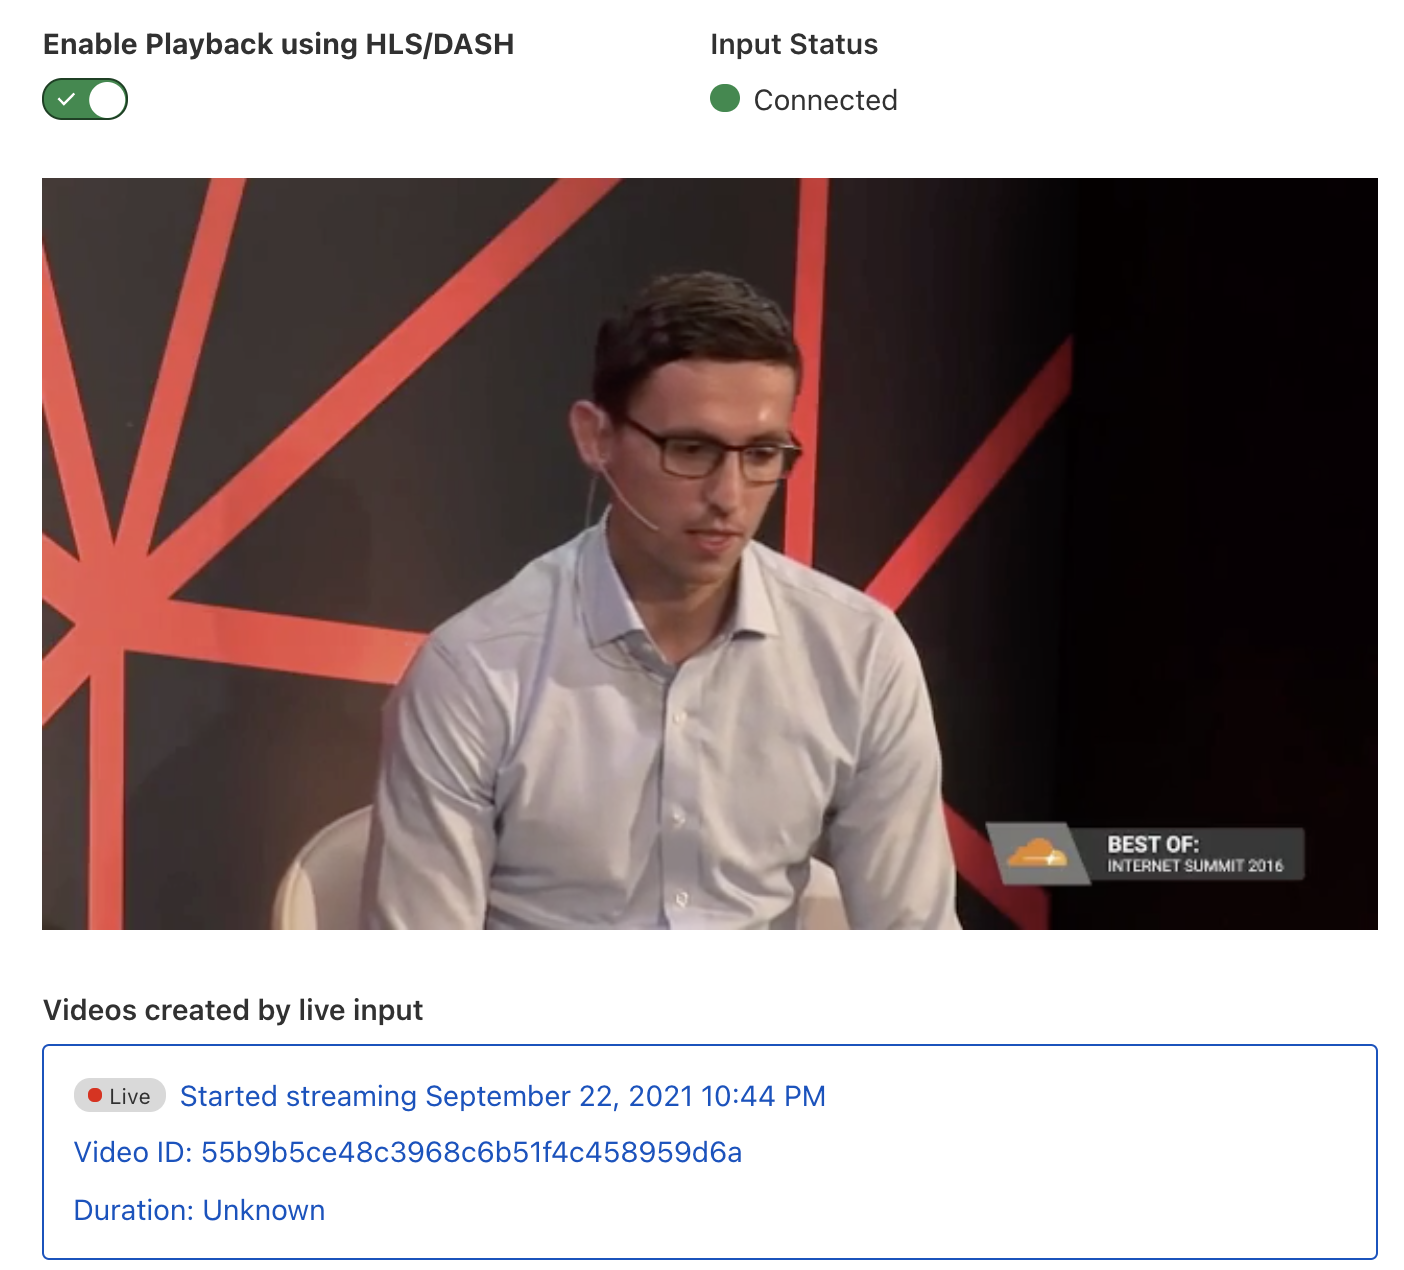 Enable Playback using HLS/DASH
Input Status
Connected
BEST OF:
INTERNET SUMMIT 2016
Videos created by live input
Live Started streaming September 22, 2021 10:44 PM
Video ID: 55b9b5ce48c3968c6b51f4c458959d6a
Duration: Unknown